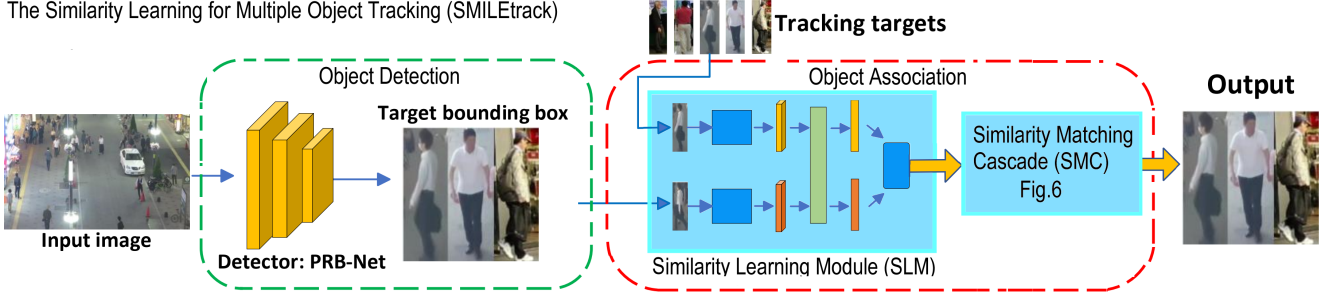 The Similarity Learning for Multiple Object Tracking (SMILEtrack)
Tracking targets
Object Detection
Object Association
Output
Target bounding box
Input image
Detector: PRB-Net
Similarity Matching
Cascade (SMC)
Fig.6
Similarity Learning Module (SLM)